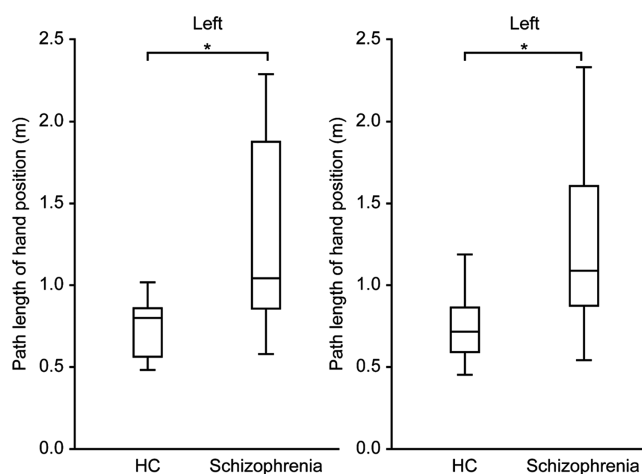 Left
*
Path length of hand position (m)
2.5
2.0
1.5
1.0
0.5
0.0
HC Schizophrenia
Left
*
Path length of hand position (m)
2.5
2.0
1.5
1.0
0.5
0.0
HC Schizophrenia